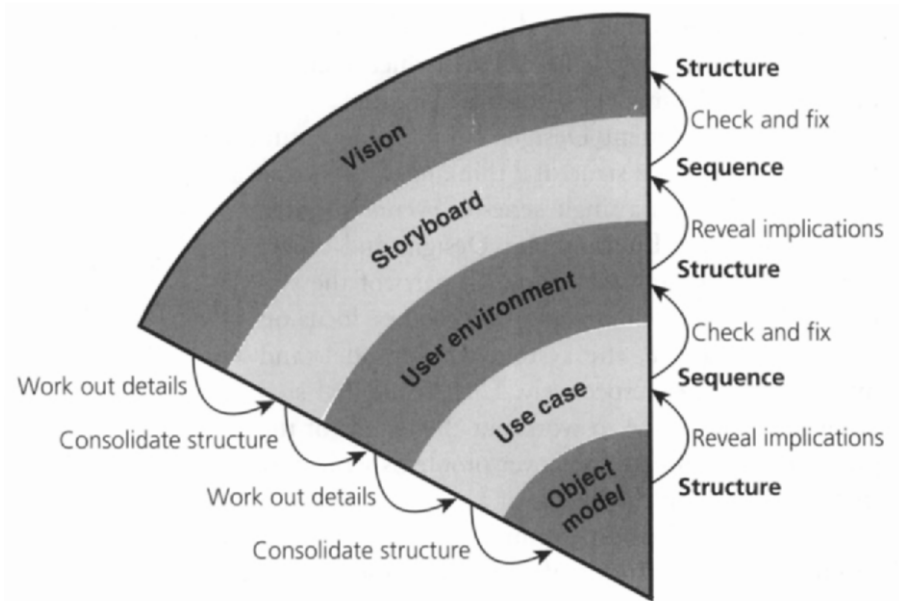 Vision
Storyboard
User environment
Use case
Object
model
Structure
Check and fix
Sequence
Reveal implications
Structure
Check and fix
Sequence
Reveal implications
Structure
Work out details
Consolidate structure
Work out details
Consolidate structure